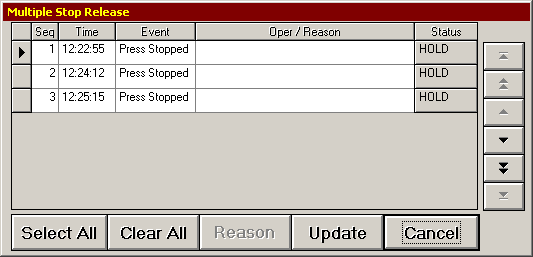 Multiple Stop Release
Seq Time Event Oper / Reason Status
1 12:22:55 Press Stopped HOLD
2 12:24:12 Press Stopped HOLD
3 12:25:15 Press Stopped HOLD
Select All Clear All Reason Update Cancel